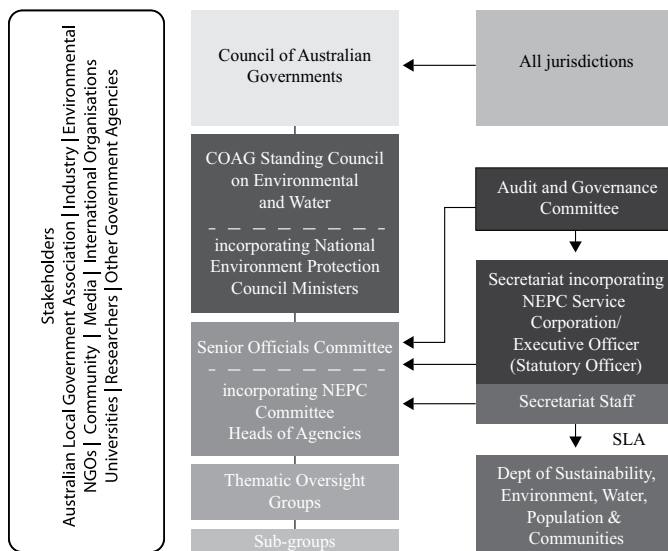 Stakeholders
Australian Local Government Association | Industry | Environmental
NGOs | Community | Media | International Organisations
Universities | Researchers | Other Government Agencies
Council of Australian
Governments
All jurisdictions
COAG Standing Council
on Environmental
and Water
incorporating National
Environment Protection
Council Ministers
Audit and Governance
Committee
Secretariat incorporating
NEPC Service
Corporation/
Executive Officer
(Statutory Officer)
Secretariat Staff
Senior Officials Committee
incorporating NEPC
Committee
Heads of Agencies
SLA
Thematic Oversight
Groups
Sub-groups
Dept of Sustainability,
Environment, Water,
Population &
Communities